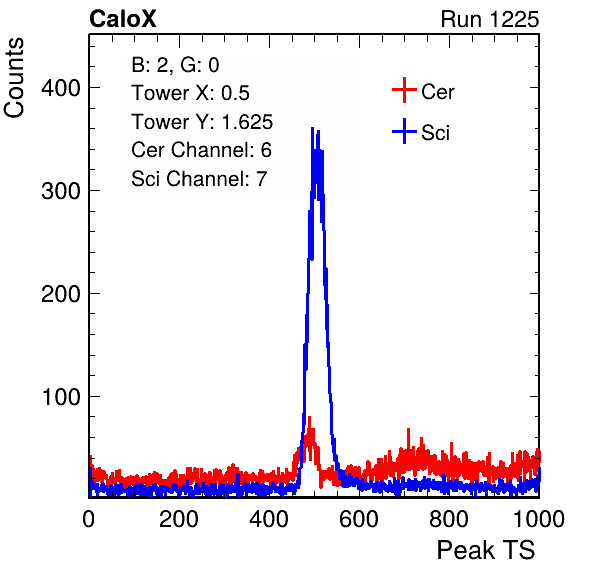 CaloX Run 1225
Counts
B: 2, G: 0
Tower X: 0.5
Tower Y: 1.625
Cer Channel: 6
Sci Channel: 7
Cer
Sci
400
300
200
100
0 200 400 600 800 1000
Peak TS